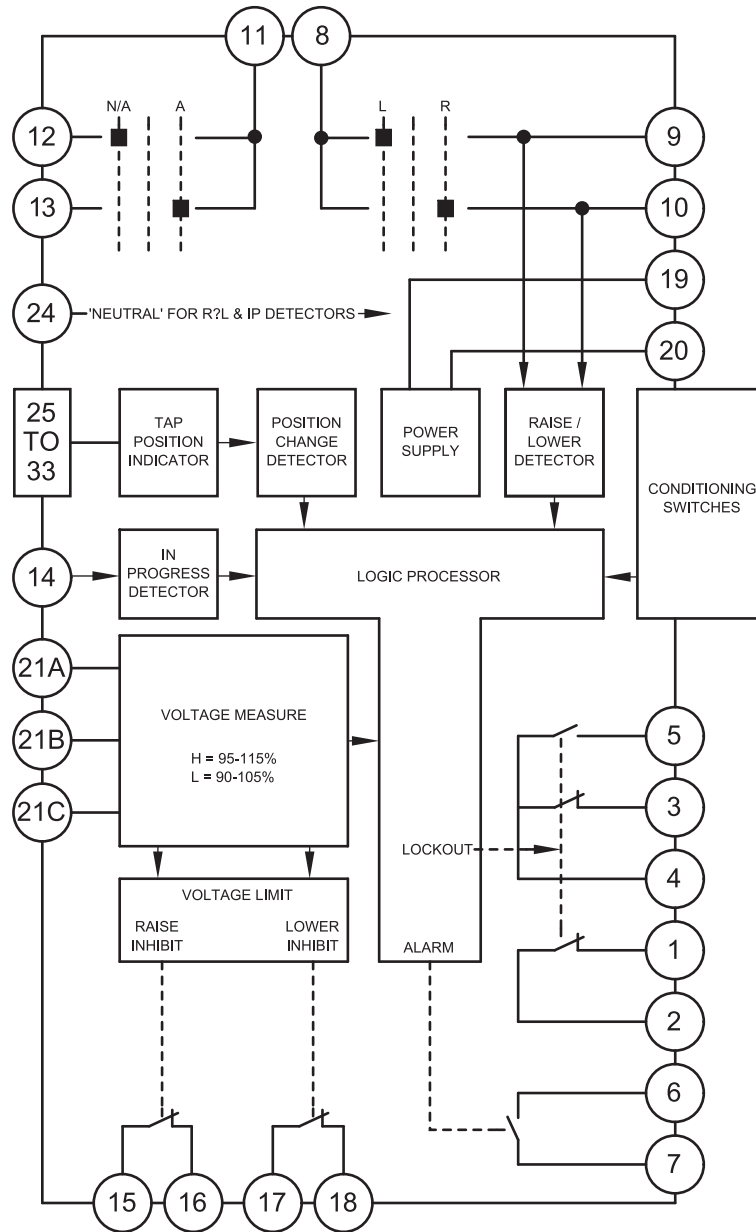 11
8
N/A
A
L
R
12
9
13
10
19
24
'NEUTRAL' FOR R?L & IP DETECTORS
20
25
TO
33
TAP
POSITION
INDICATOR
POSITION
CHANGE
DETECTOR
POWER
SUPPLY
RAISE /
LOWER
DETECTOR
CONDITIONING
SWITCHES
14
IN
PROGRESS
DETECTOR
LOGIC PROCESSOR
21A
21B
21C
VOLTAGE MEASURE
H = 95-115%
L = 90-105%
5
3
LOCKOUT
4
VOLTAGE LIMIT
RAISE
INHIBIT
LOWER
INHIBIT
ALARM
1
2
6
7
15
16
17
18